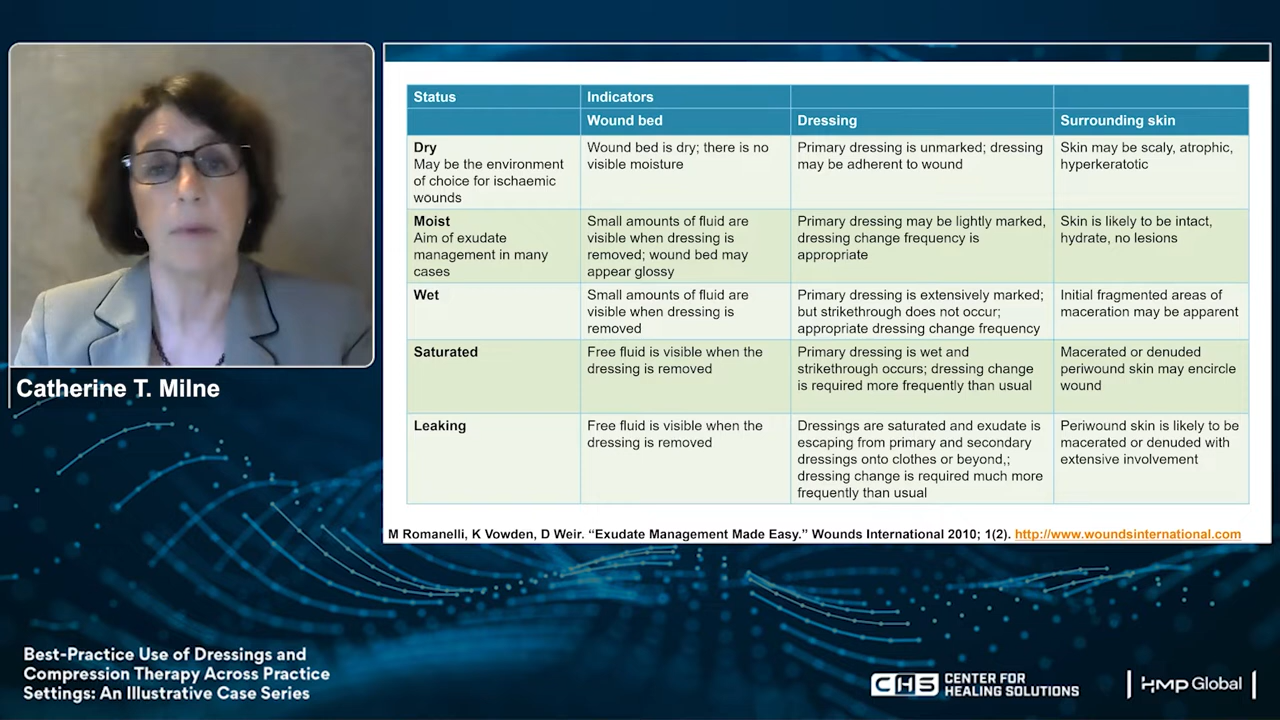 Catherine T. Milne
Best-Practice Use of Dressings and
Compression Therapy Across Practice
Settings: An Illustrative Case Series
Status
Indicators
Wound bed
Dressing
Surrounding skin
Dry
May be the environment
of choice for ischaemic
wounds
Wound bed is dry; there is no
visible moisture
Primary dressing is unmarked; dressing
may be adherent to wound
Skin may be scaly, atrophic,
hyperkeratotic
Moist
Aim of exudate
management in many
cases
Small amounts of fluid are
visible when dressing is
removed; wound bed may
appear glossy
Primary dressing may be lightly marked,
dressing change frequency is
appropriate
Skin is likely to be intact,
hydrate, no lesions
Wet
Small amounts of fluid are
visible when dressing is
removed
Primary dressing is extensively marked;
but strikethrough does not occur;
appropriate dressing change frequency
Initial fragmented areas of
maceration may be apparent
Saturated
Free fluid is visible when the
dressing is removed
Primary dressing is wet and
strikethrough occurs; dressing change
is required more frequently than usual
Macerated or denuded
periwound skin may encircle
wound
Leaking
Free fluid is visible when the
dressing is removed
Dressings are saturated and exudate is
escaping from primary and secondary
dressings onto clothes or beyond,;
dressing change is required much more
frequently than usual
Periwound skin is likely to be
macerated or denuded with
extensive involvement
M Romanelli, K Vowden, D Weir. “Exudate Management Made Easy.” Wounds International 2010; 1(2). http://www.woundsinternational.com
CHS CENTER FOR
HEALING SOLUTIONS
HMP Global